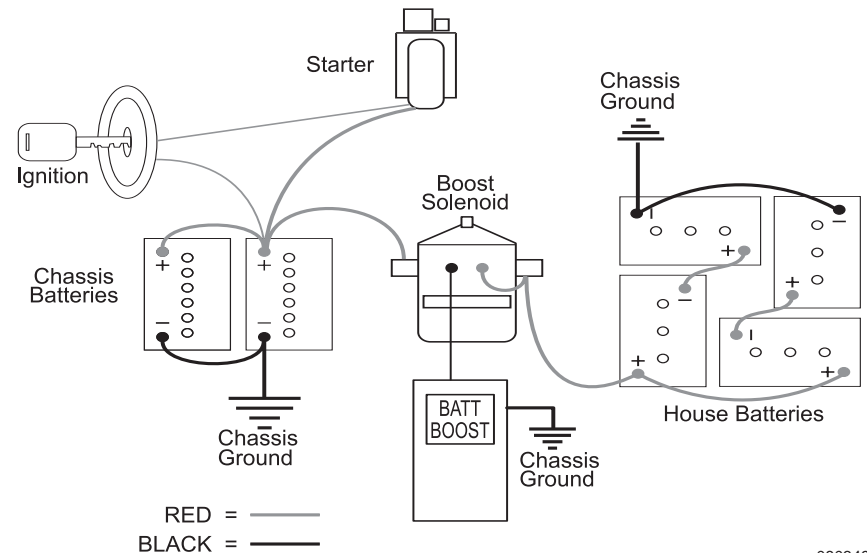 Starter
Chassis
Ground
Ignition
Boost
Solenoid
Chassis
Batteries
+
+
–
–
–
+
–
+
–
+
–
+
BATT
BOOST
House Batteries
Chassis
Ground
Chassis
Ground
RED =
BLACK =